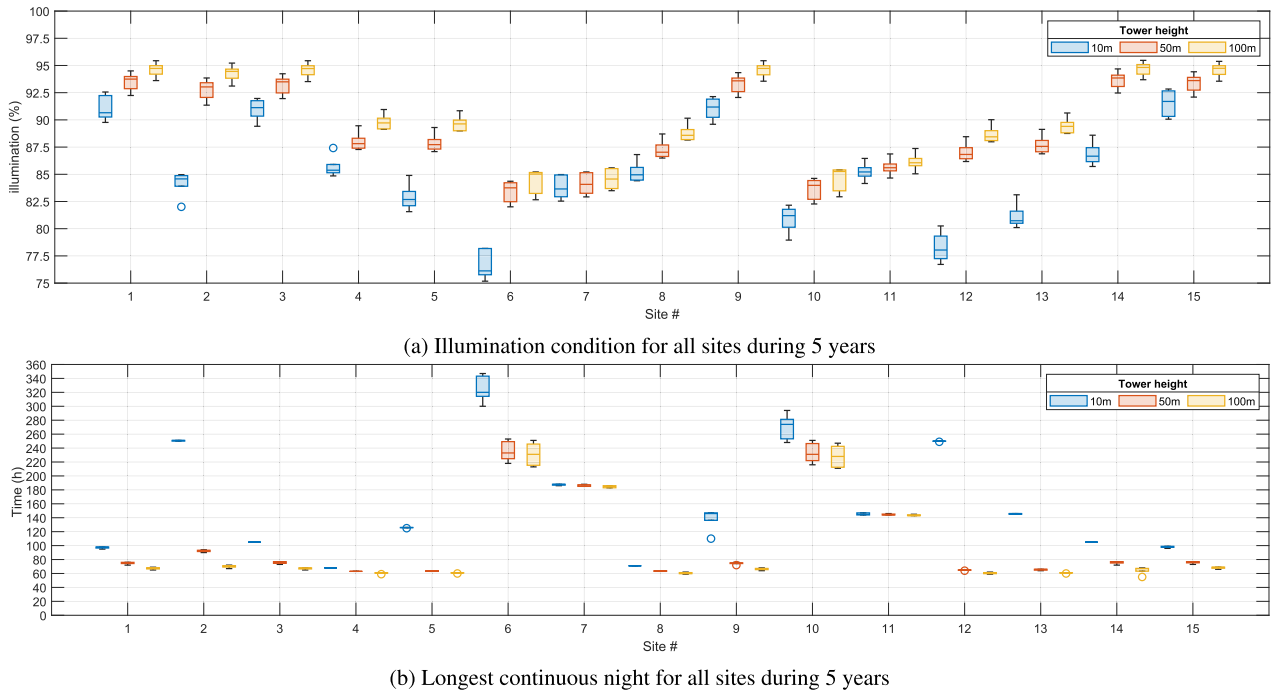 100
97.5
95
92.5
90
87.5
85
82.5
80
77.5
75
illumination (%)
Tower height
10m 50m 100m
1 2 3 4 5 6 7 8 9 10 11 12 13 14 15
Site #
(a) Illumination condition for all sites during 5 years
360
340
320
300
280
260
240
220
200
180
160
140
120
100
80
60
40
20
0
Time (h)
Tower height
10m 50m 100m
1 2 3 4 5 6 7 8 9 10 11 12 13 14 15
Site #
(b) Longest continuous night for all sites during 5 years